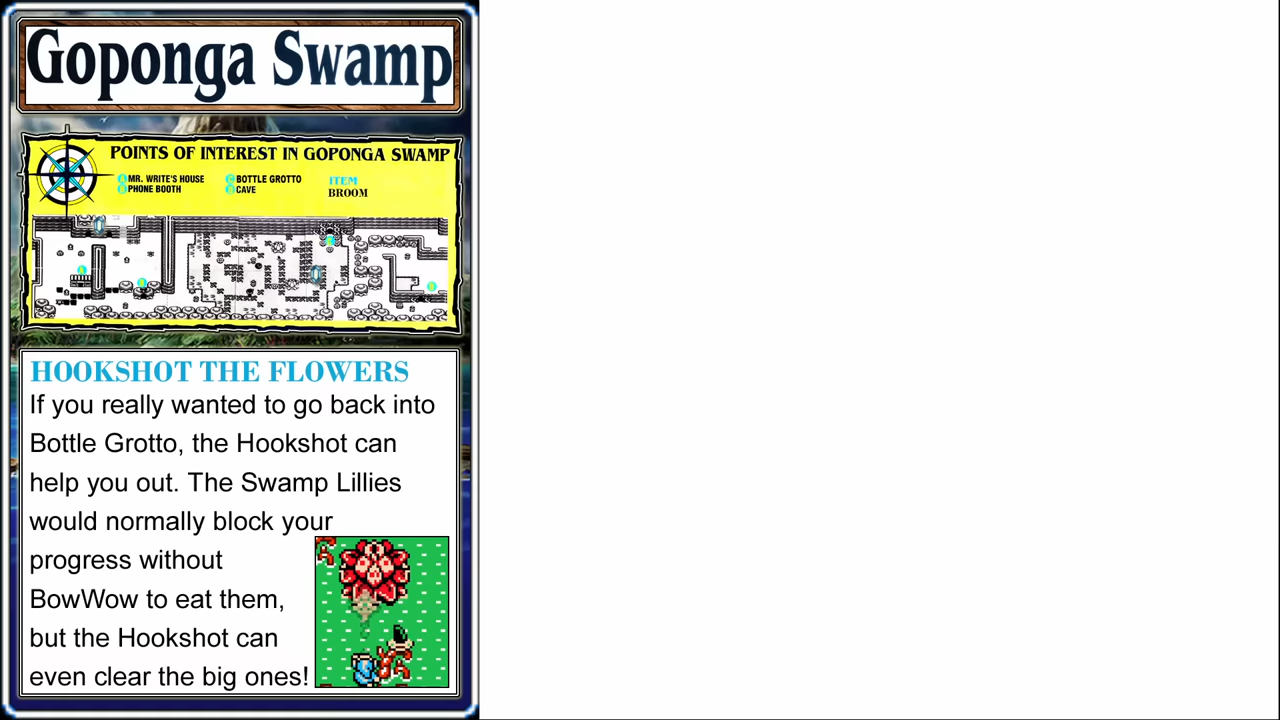 Goponga Swamp
POINTS OF INTEREST IN GOPONGA SWAMP
A MR. WRITE'S HOUSE
B PHONE BOOTH
C BOTTLE GROTTO
D CAVE
ITEM
BROOM
HOOKSHOT THE FLOWERS
If you really wanted to go back into
Bottle Grotto, the Hookshot can
help you out. The Swamp Lillies
would normally block your
progress without
BowWow to eat them,
but the Hookshot can
even clear the big ones!